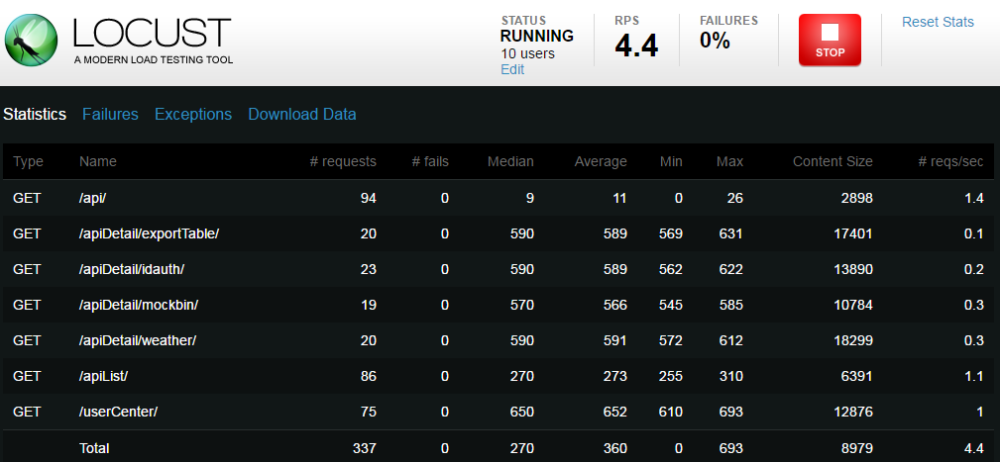 LOCUST
A MODERN LOAD TESTING TOOL
STATUS
RUNNING
10 users
Edit
RPS
4.4
FAILURES
0%
STOP
Reset Stats
Statistics Failures Exceptions Download Data
Type Name # requests # fails Median Average Min Max Content Size # reqs/sec
GET /api/ 94 0 9 11 0 26 2898 1.4
GET /apiDetail/exportTable/ 20 0 590 589 569 631 17401 0.1
GET /apiDetail/idauth/ 23 0 590 589 562 622 13890 0.2
GET /apiDetail/mockbin/ 19 0 570 566 545 585 10784 0.3
GET /apiDetail/weather/ 20 0 590 591 572 612 18299 0.3
GET /apiList/ 86 0 270 273 255 310 6391 1.1
GET /userCenter/ 75 0 650 652 610 693 12876 1
Total 337 0 270 360 0 693 8979 4.4